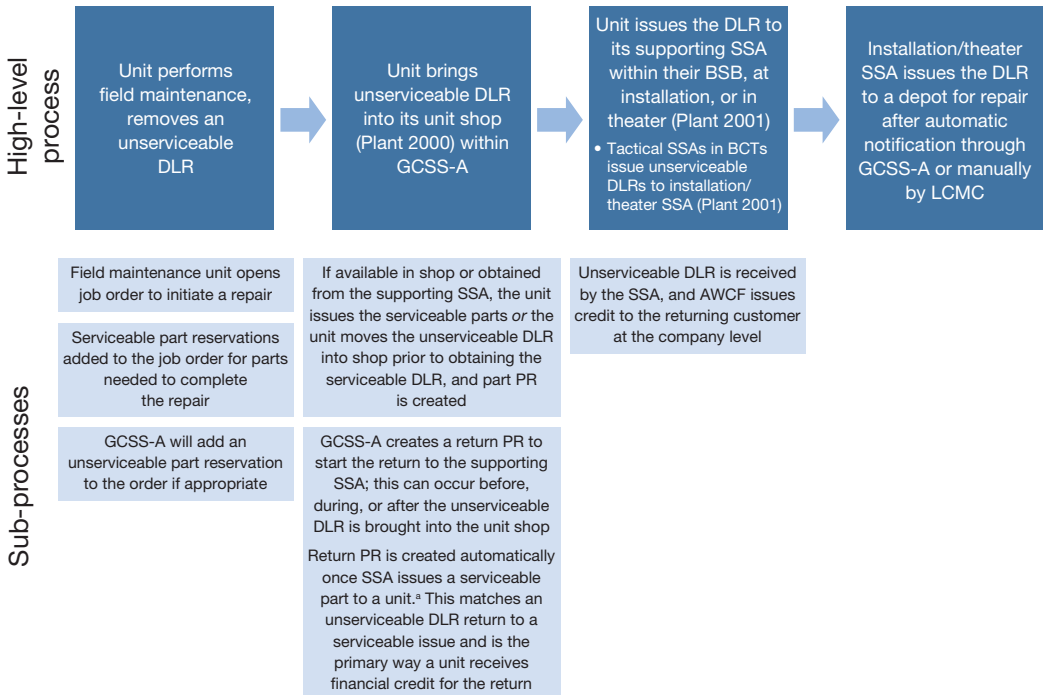 High-level
process
Unit performs
field maintenance,
removes an
unserviceable
DLR
Unit brings
unserviceable DLR
into its unit shop
(Plant 2000) within
GCSS-A
Unit issues the DLR to
its supporting SSA
within their BSB, at
installation, or in
theater (Plant 2001)
• Tactical SSAs in BCTs
issue unserviceable
DLRs to installation/
theater SSA (Plant 2001)
Installation/theater
SSA issues the DLR
to a depot for repair
after automatic
notification through
GCSS-A or manually
by LCMC
Sub-processes
Field maintenance unit opens
job order to initiate a repair
Serviceable part reservations
added to the job order for parts
needed to complete
the repair
GCSS-A will add an
unserviceable part reservation
to the order if appropriate
If available in shop or obtained
from the supporting SSA, the unit
issues the serviceable parts or the
unit moves the unserviceable DLR
into shop prior to obtaining the
serviceable DLR, and part PR
is created
GCSS-A creates a return PR to
start the return to the supporting
SSA; this can occur before,
during, or after the unserviceable
DLR is brought into the unit shop
Return PR is created automatically
once SSA issues a serviceable
part to a unit.ᵃ This matches an
unserviceable DLR return to a
serviceable issue and is the
primary way a unit receives
financial credit for the return
Unserviceable DLR is received
by the SSA, and AWCF issues
credit to the returning customer
at the company level